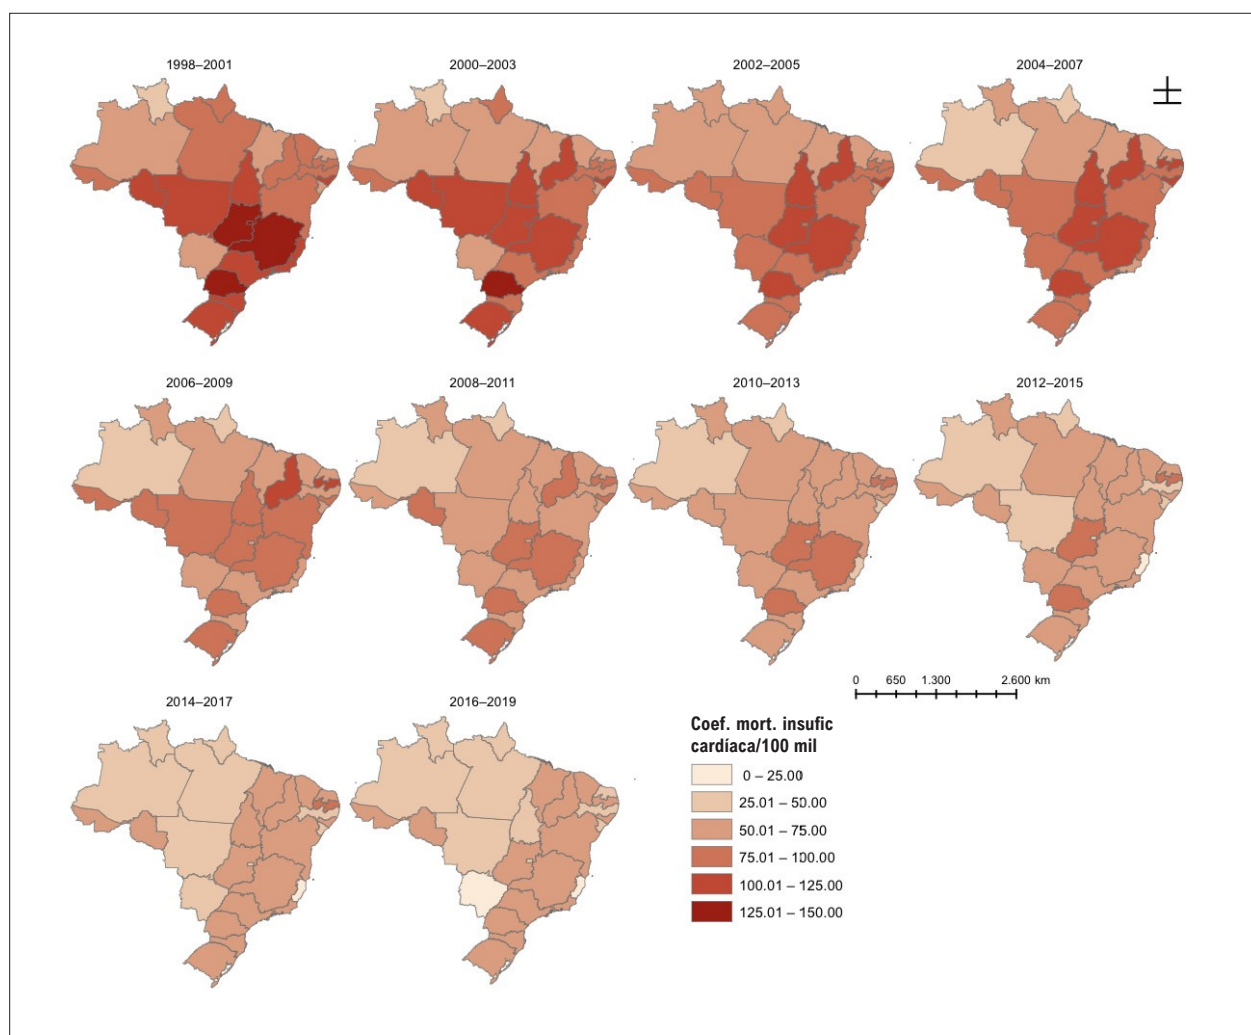 1998–2001
2000–2003
2002–2005
2004–2007
2006–2009
2008–2011
2010–2013
2012–2015
0 650 1.300 2.600 km
2014–2017
2016–2019
Coef. mort. insufic
cardíaca/100 mil
0 – 25.00
25.01 – 50.00
50.01 – 75.00
75.01 – 100.00
100.01 – 125.00
125.01 – 150.00